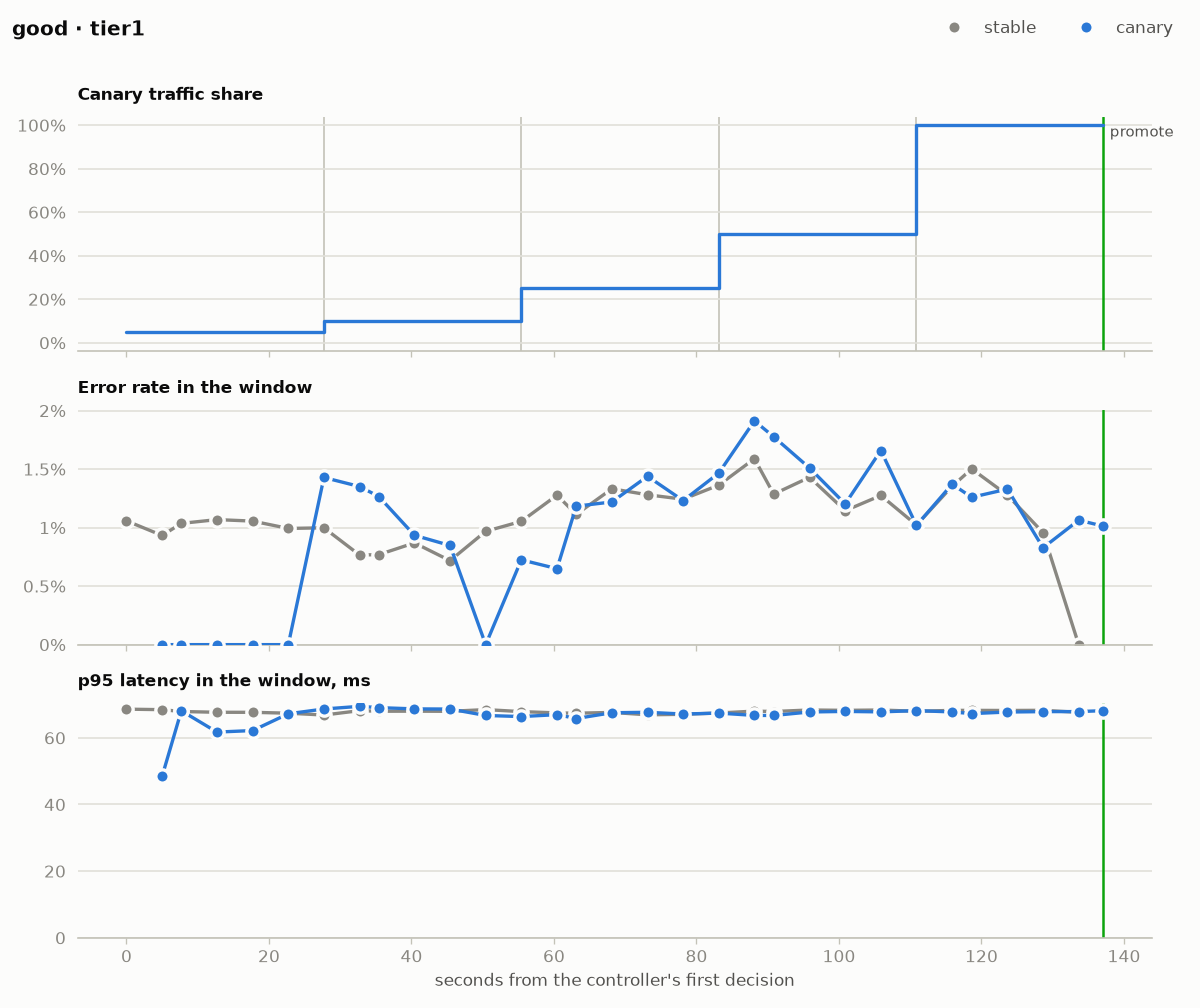 good · tier1
stable
canary
Canary traffic share
100%
promote
80%
60%
40%
20%
0%
Error rate in the window
2%
1.5%
1%
0.5%
0%
p95 latency in the window, ms
60
40
20
0
0 20 40 60 80 100 120 140
seconds from the controller's first decision